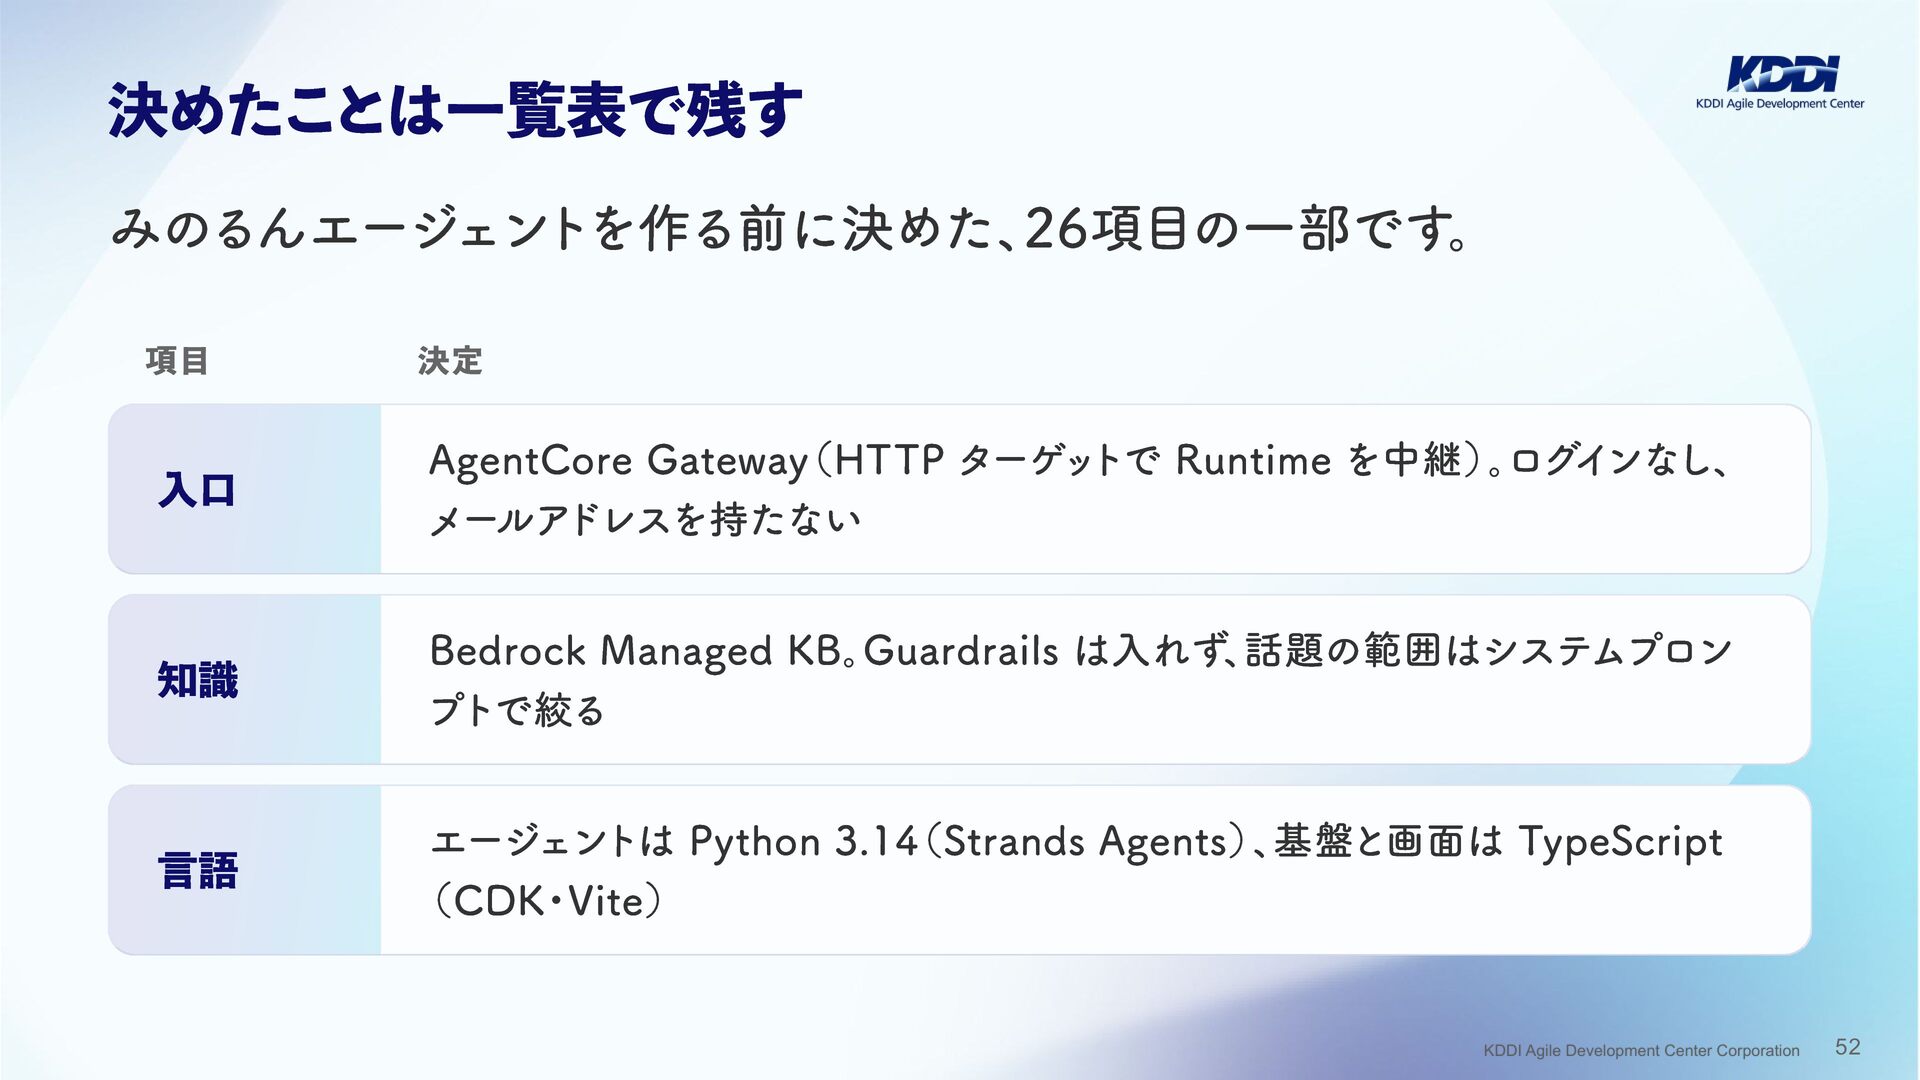 決めたことは一覧表で残す
KDDI
KDDI Agile Development Center
みのるんエージェントを作る前に決めた、26項目の一部です。
項目
決定
入口
AgentCore Gateway（HTTP ターゲットで Runtime を中継）。ログインなし、
メールアドレスを持たない
知識
Bedrock Managed KB。Guardrails は入れず、話題の範囲はシステムプロン
プトで絞る
言語
エージェントは Python 3.14（Strands Agents）、基盤と画面は TypeScript
（CDK・Vite）
KDDI Agile Development Center Corporation
52